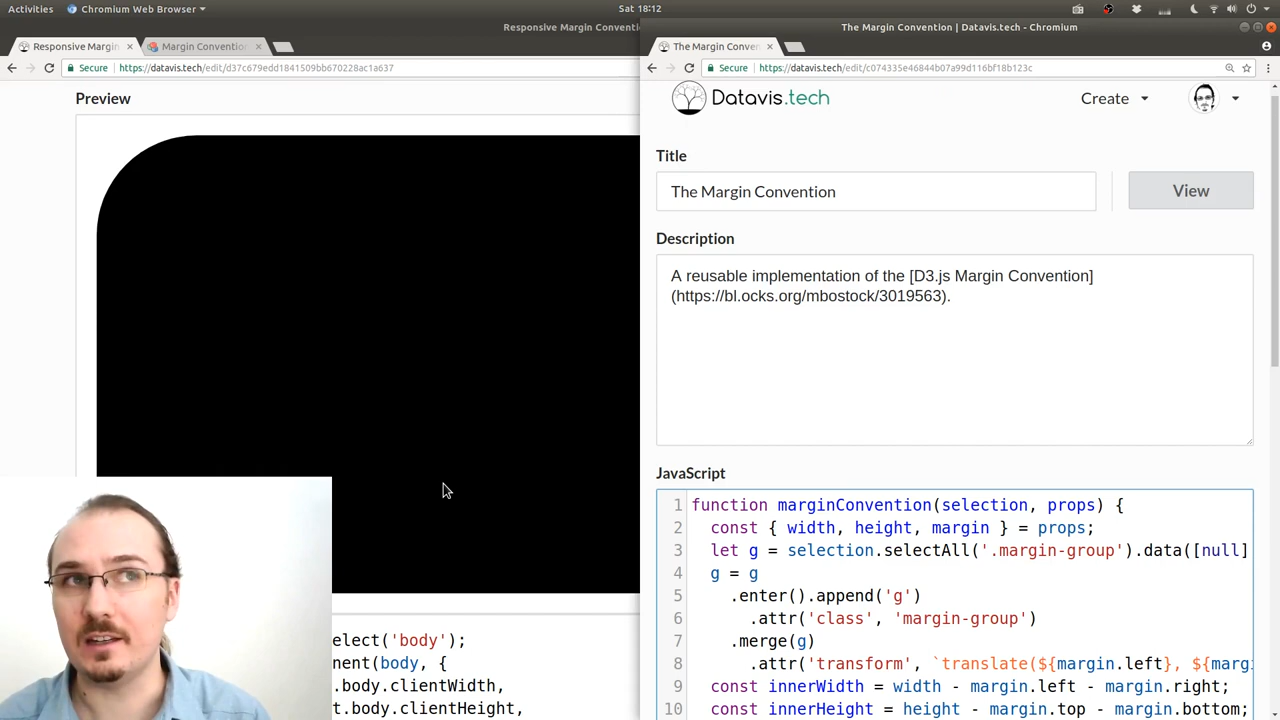 Activities
Chromium Web Browser
Sat 18:12
Responsive Margin Conventi
The Margin Convention | Datavis.tech - Chromium
Responsive Margin
Margin Convention
The Margin Conven
Secure
https://datavis.tech/edit/d37c679edd1841509bb670228ac1a637
Secure
https://datavis.tech/edit/c074335e46844b07a99d116bf18b123c
Preview
Datavis.tech
Create
Title
The Margin Convention
View
Description
A reusable implementation of the [D3.js Margin Convention]
(https://bl.ocks.org/mbostock/3019563).
JavaScript
1 function marginConvention(selection, props) {
2 const { width, height, margin } = props;
3 let g = selection.selectAll('.margin-group').data([null]
4 g = g
5 .enter().append('g')
6 .attr('class', 'margin-group')
7 .merge(g)
8 .attr('transform', `translate(${margin.left}, ${marg
9 const innerWidth = width - margin.left - margin.right;
10 const innerHeight = height - margin.top - margin.bottom;
elect('body');
nent(body, {
.body.clientWidth,
t.body.clientHeight,